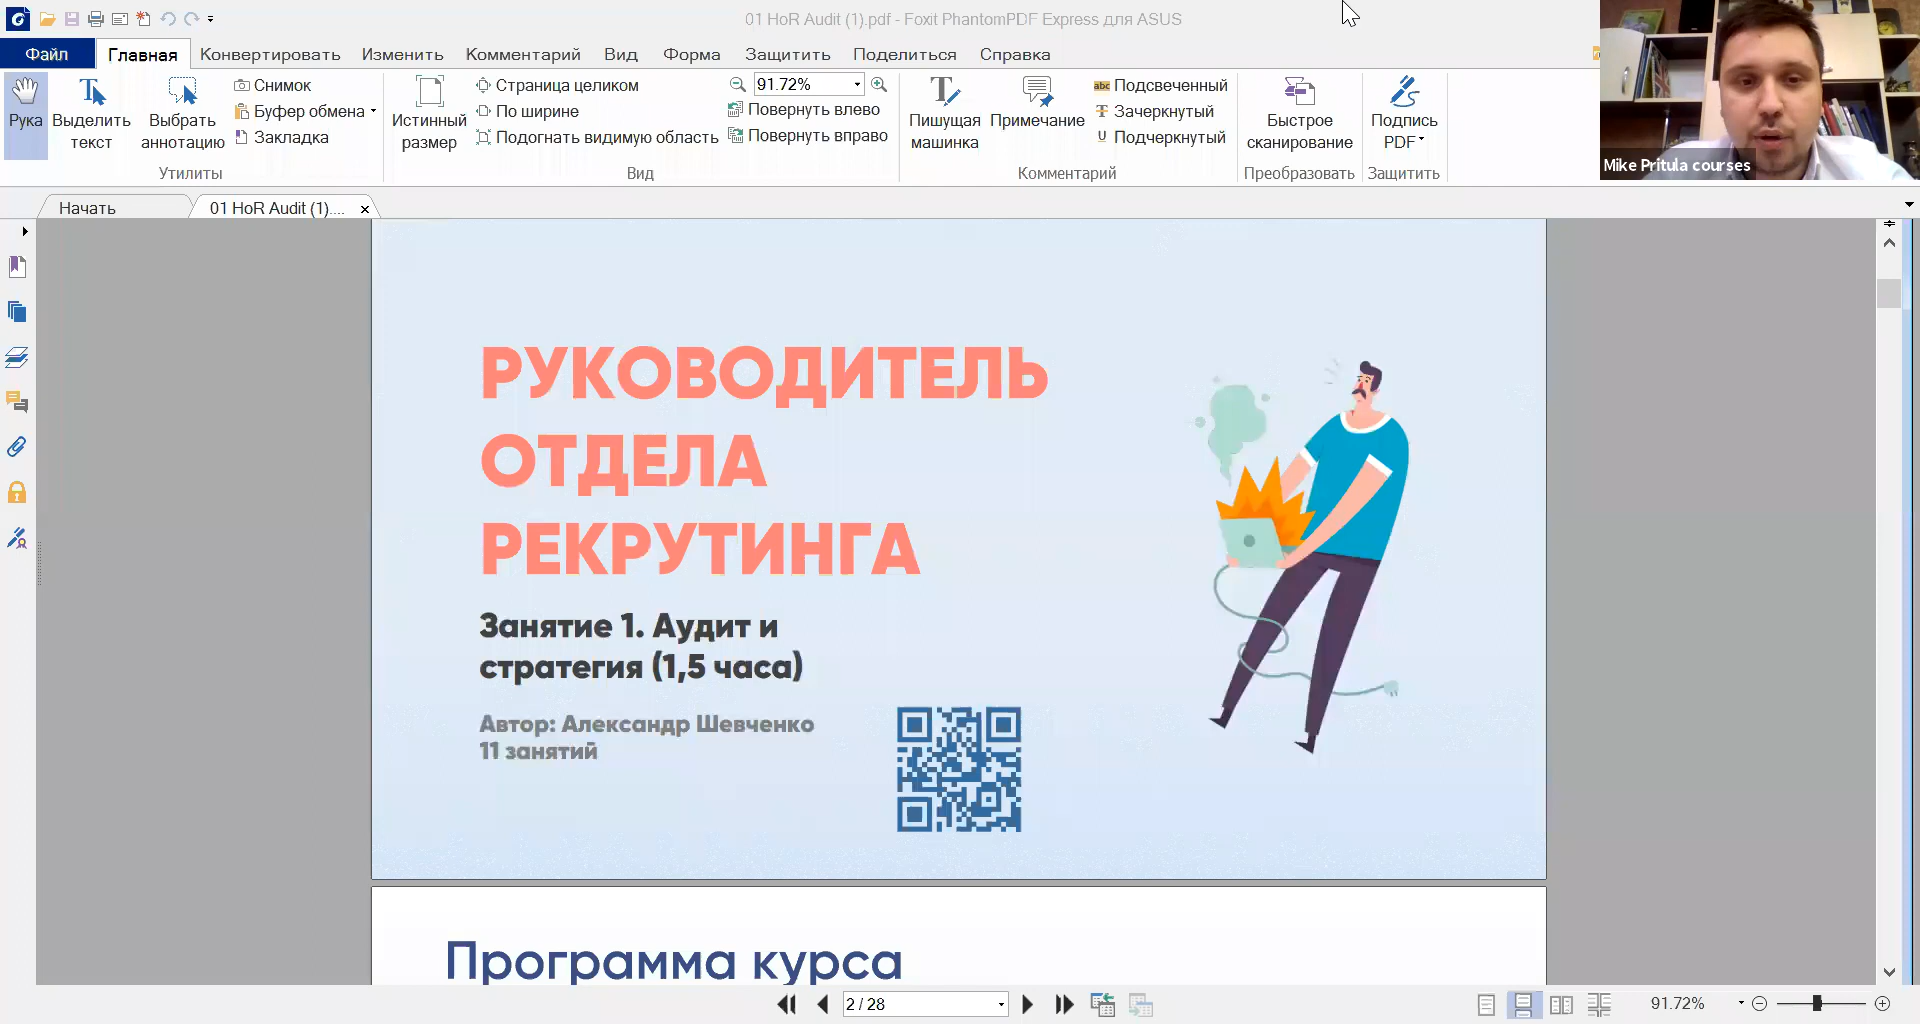 01 HoR Audit (1).pdf - Foxit PhantomPDF Express для ASUS
Файл Главная Конвертировать Изменить Комментарий Вид Форма Защитить Поделиться Справка
Рука
Выделить текст
Выбрать аннотацию
Снимок
Буфер обмена
Закладка
Утилиты
Истинный размер
Страница целиком
По ширине
Подогнать видимую область
91.72%
Повернуть влево
Повернуть вправо
Вид
Пишущая машинка
Примечание
Подсвеченный
Зачеркнутый
Подчеркнутый
Комментарий
Быстрое сканирование
Преобразовать
Подпись PDF
Защитить
Mike Pritula courses
Начать
01 HoR Audit (1)....
РУКОВОДИТЕЛЬ
ОТДЕЛА
РЕКРУТИНГА
Занятие 1. Аудит и
стратегия (1,5 часа)
Автор: Александр Шевченко
11 занятий
Программа курса
2 / 28
91.72%